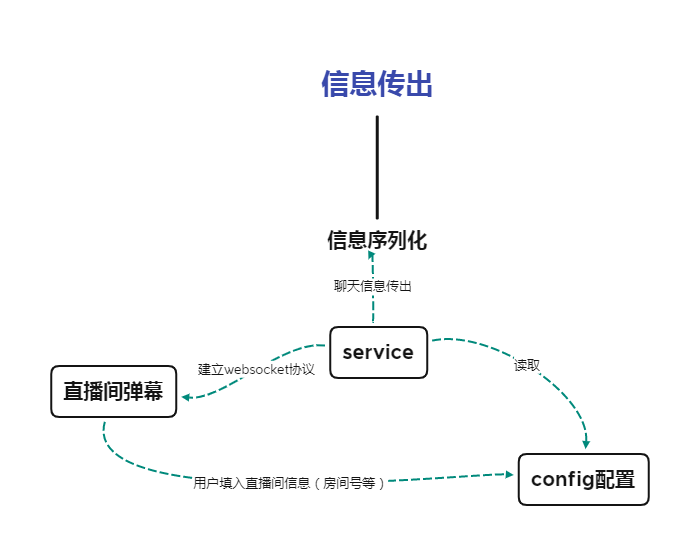 信息传出
信息序列化
聊天信息传出
service
建立websocket协议
读取
直播间弹幕
config配置
用户填入直播间信息（房间号等）